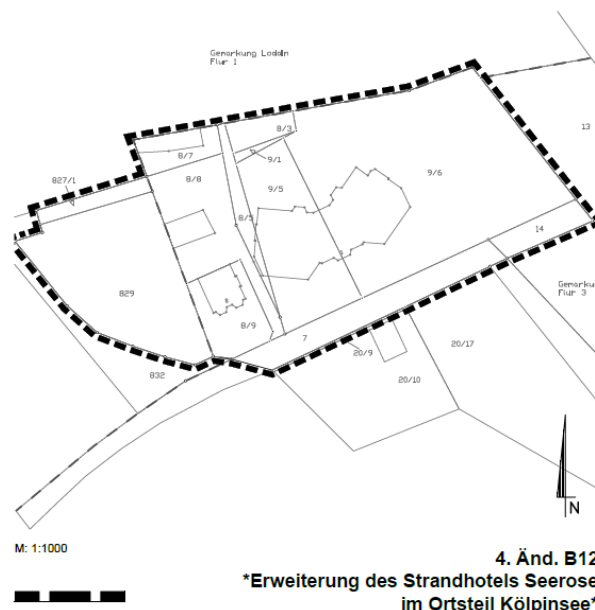 Gemarkung Loddin
Flur 1
13
8/3
8/7
9/1
827/1
8/8
9/6
9/5
8/5
14
Gemarku
Flur 3
829
8/9
7
20/9
20/17
832
20/10
N
M: 1:1000
4. Änd. B12
*Erweiterung des Strandhotels Seerose
im Ortsteil Kölpinsee*